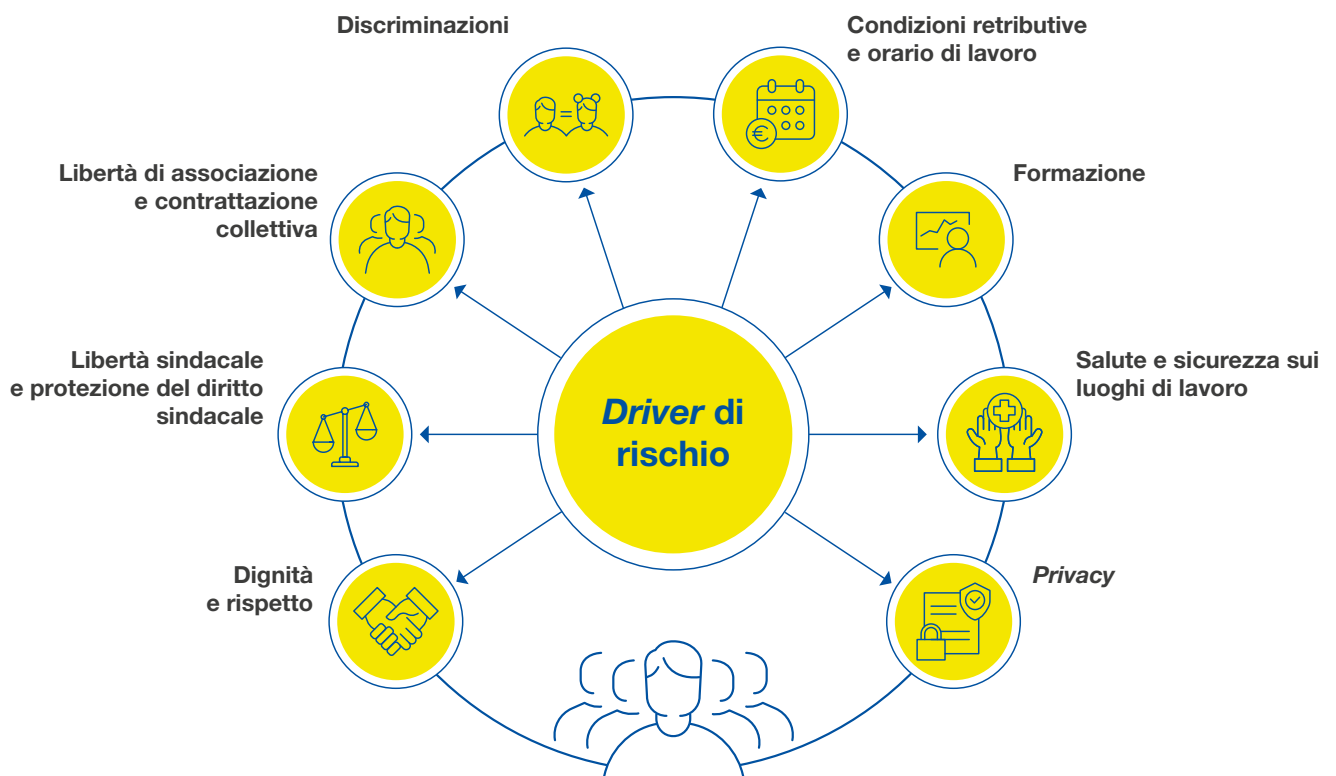 Discriminazioni
Condizioni retributive
e orario di lavoro
Libertà di associazione
e contrattazione
collettiva
Formazione
Libertà sindacale
e protezione del diritto
sindacale
Driver di
rischio
Salute e sicurezza sui
luoghi di lavoro
Dignità
e rispetto
Privacy